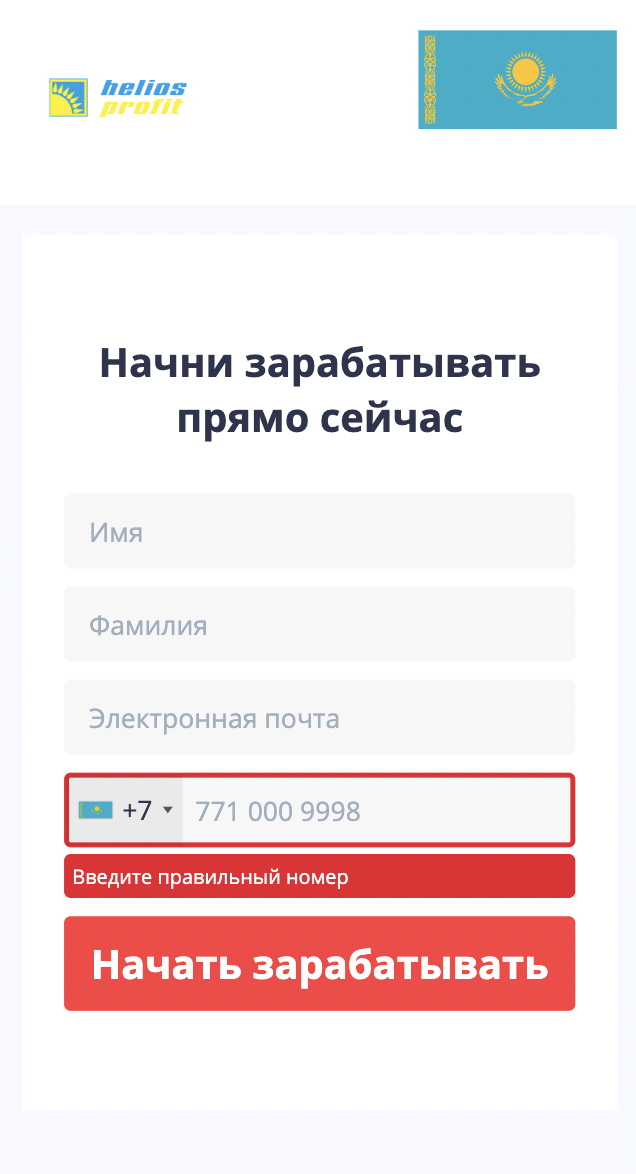 helios
profit
Начни зарабатывать
прямо сейчас
Имя
Фамилия
Электронная почта
+7 771 000 9998
Введите правильный номер
Начать зарабатывать